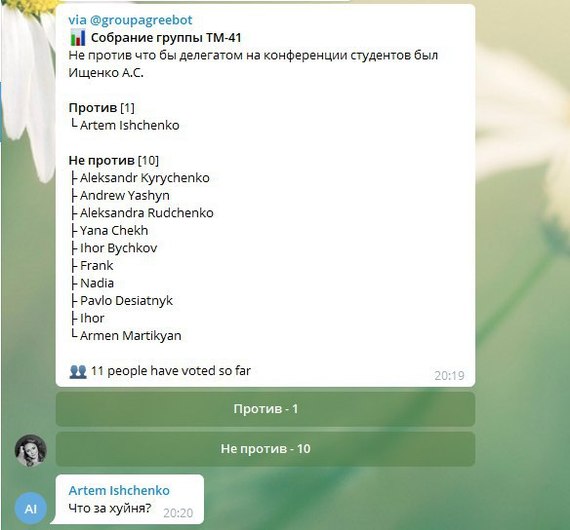 via @groupagreebot
Собрание группы ТМ-41
Не против что бы делегатом на конференции студентов был
Ищенко А.С.
Против [1]
└ Artem Ishchenko
Не против [10]
├ Aleksandr Kyrychenko
├ Andrew Yashyn
├ Aleksandra Rudchenko
├ Yana Chekh
├ Ihor Bychkov
├ Frank
├ Nadia
├ Pavlo Desiatnyk
├ Ihor
└ Armen Martikyan
👥 11 people have voted so far
20:19
Против - 1
Не против - 10
Artem Ishchenko
AI
Что за хуйня?
20:20